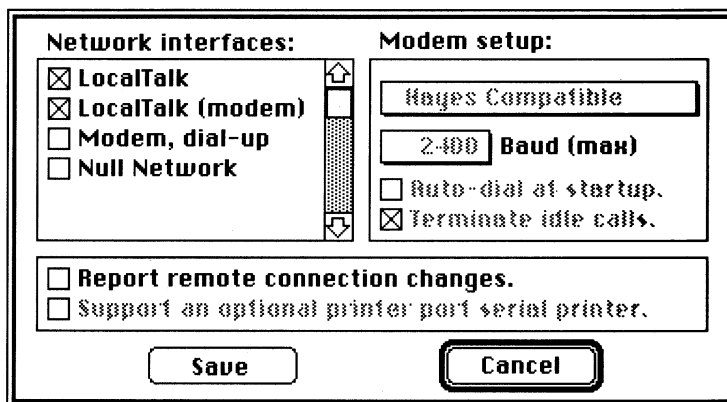 Network interfaces:
LocalTalk
LocalTalk (modem)
Modem, dial-up
Null Network
Modem setup:
Hayes Compatible
2400 Baud (max)
Auto-dial at startup.
Terminate idle calls.
Report remote connection changes.
Support an optional printer port serial printer.
Save
Cancel